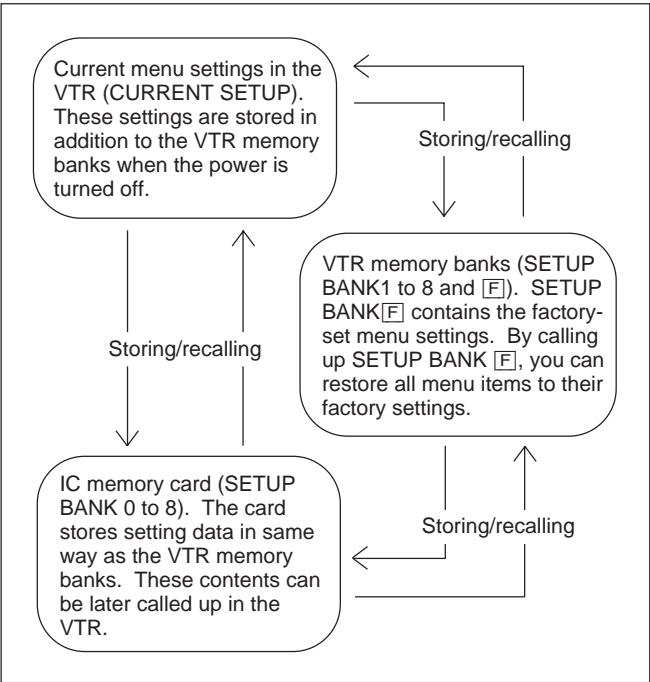 Current menu settings in the
VTR (CURRENT SETUP).
These settings are stored in
addition to the VTR memory
banks when the power is
turned off.
Storing/recalling
VTR memory banks (SETUP
BANK1 to 8 and F).  SETUP
BANK F contains the factory-
set menu settings.  By calling
up SETUP BANK F, you can
restore all menu items to their
factory settings.
Storing/recalling
IC memory card (SETUP
BANK 0 to 8).  The card
stores setting data in same
way as the VTR memory
banks.  These contents can
be later called up in the
VTR.
Storing/recalling